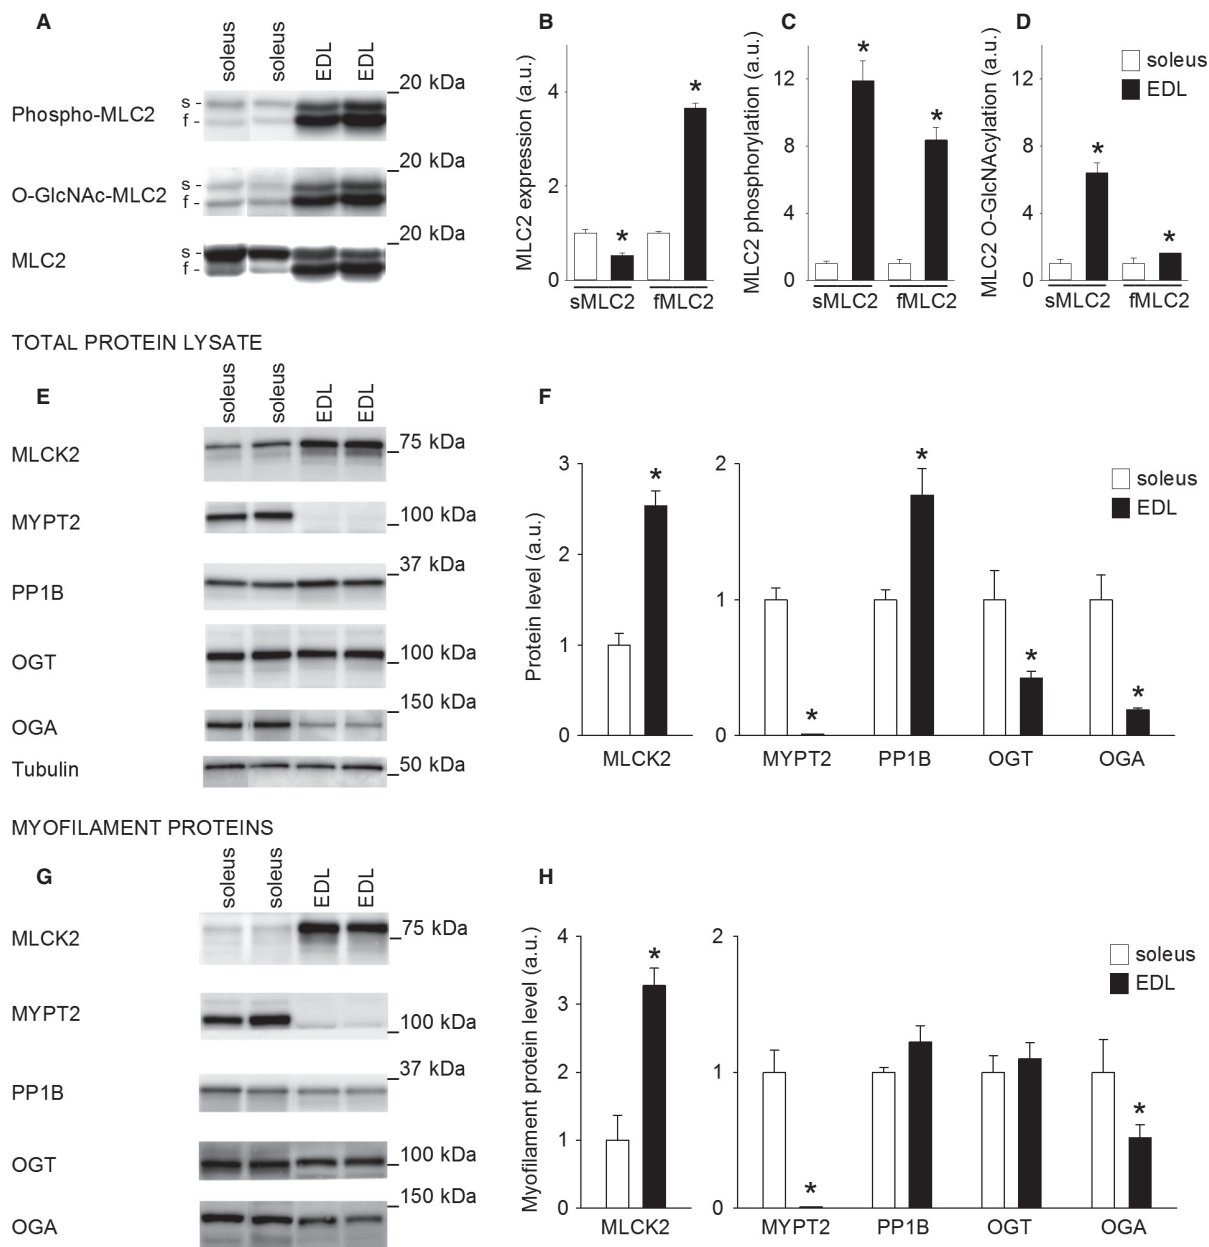 A
soleus
soleus
EDL
EDL
20 kDa
Phospho-MLC2
s -
f -
20 kDa
O-GlcNAc-MLC2
s -
f -
20 kDa
MLC2
s -
f -
B
MLC2 expression (a.u.)
4
2
0
*
*
sMLC2
fMLC2
C
MLC2 phosphorylation (a.u.)
12
8
4
0
*
*
sMLC2
fMLC2
D
MLC2 O-GlcNAcylation (a.u.)
12
8
4
0
*
*
sMLC2
fMLC2
soleus
EDL
TOTAL PROTEIN LYSATE
E
soleus
soleus
EDL
EDL
MLCK2
75 kDa
MYPT2
100 kDa
37 kDa
PP1B
OGT
100 kDa
150 kDa
OGA
Tubulin
50 kDa
F
Protein level (a.u.)
3
2
1
0
*
MLCK2
2
1
0
*
*
*
*
MYPT2
PP1B
OGT
OGA
soleus
EDL
MYOFILAMENT PROTEINS
G
soleus
soleus
EDL
EDL
MLCK2
75 kDa
MYPT2
100 kDa
37 kDa
PP1B
OGT
100 kDa
150 kDa
OGA
H
Myofilament protein level (a.u.)
4
3
2
1
0
*
MLCK2
2
1
0
*
*
MYPT2
PP1B
OGT
OGA
soleus
EDL